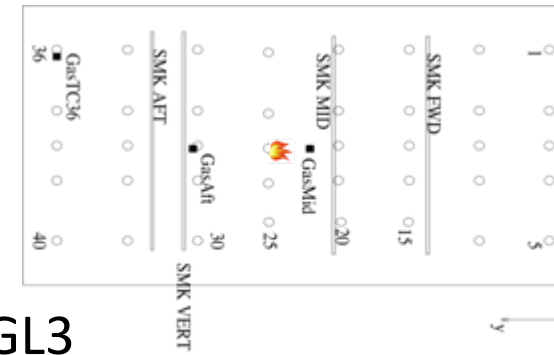 36
GasTC36
SMK AFT
SMK MID
SMK FWD
1
GasAft
GasMid
40
30
25
20
15
5
SMK VERT
y
GL3